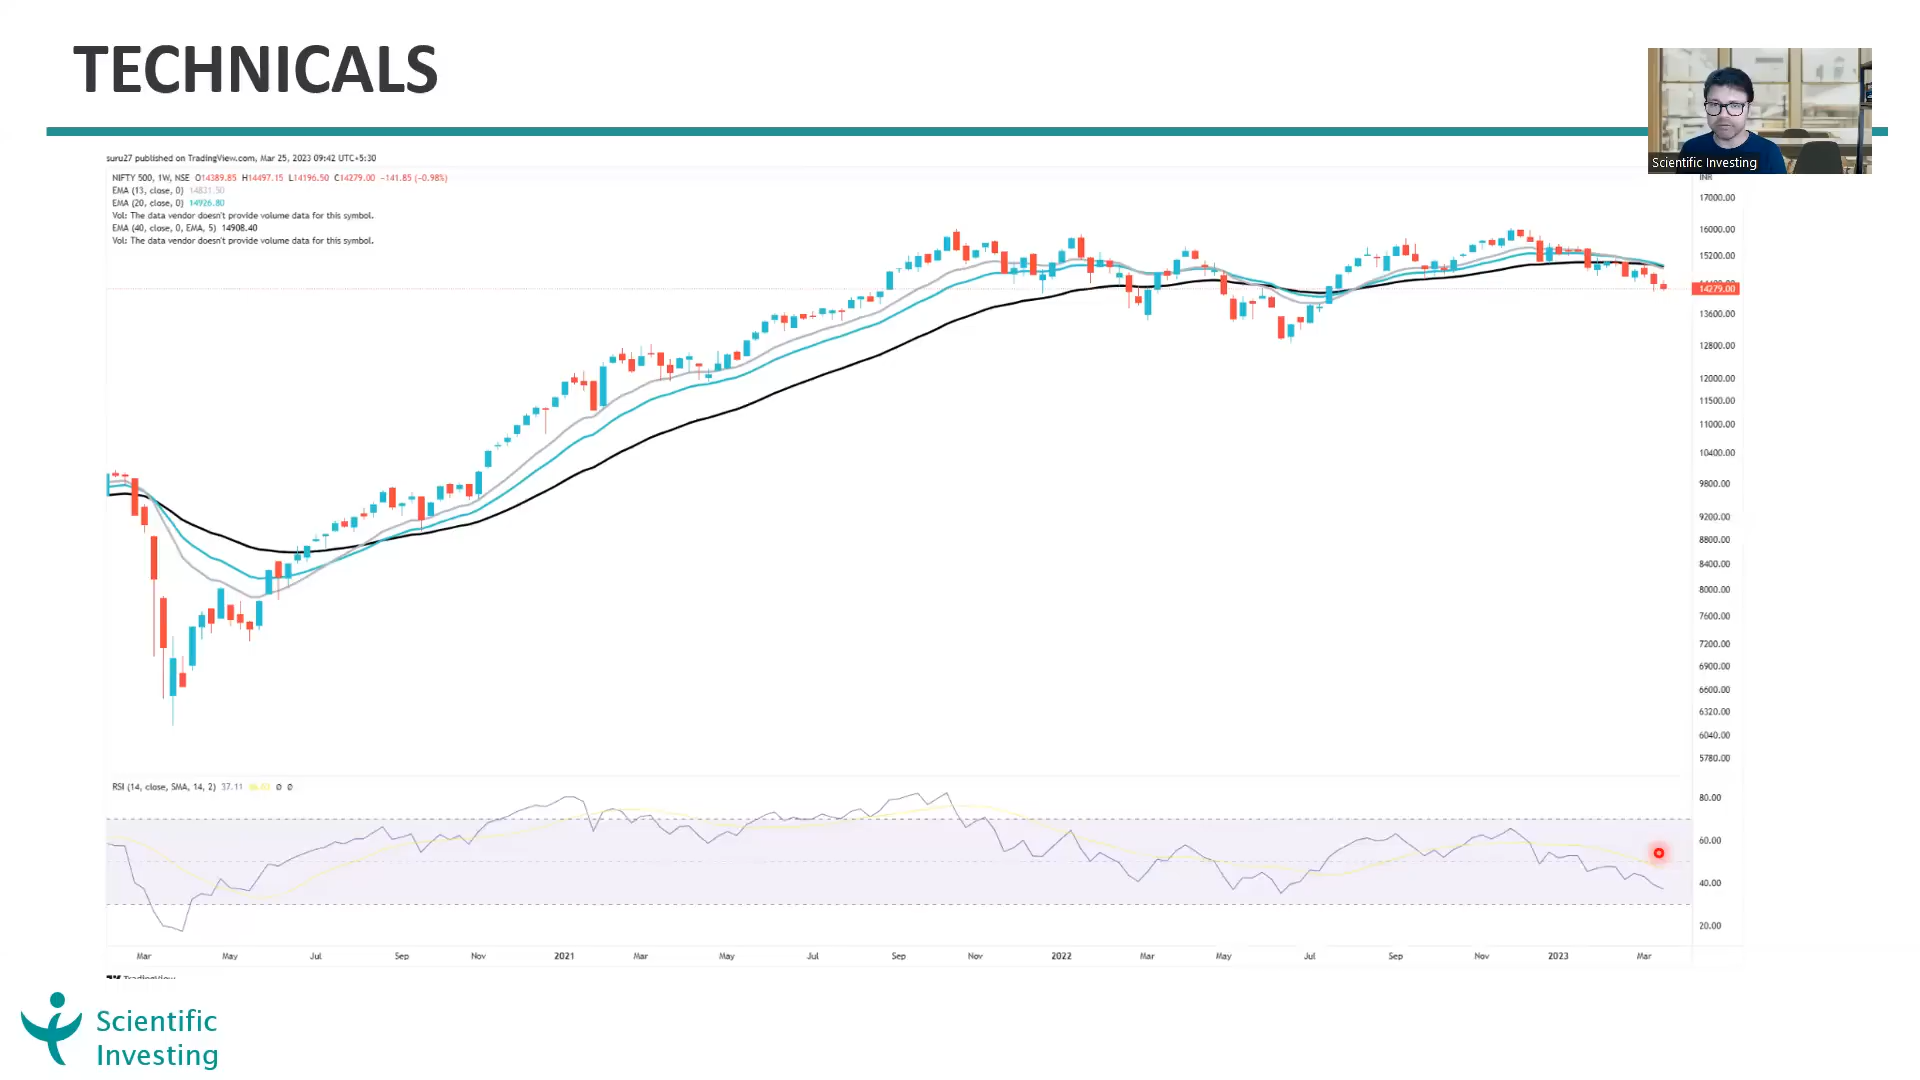 TECHNICALS
Scientific Investing
suru27 published on TradingView.com, Mar 25, 2023 09:42 UTC+5:30
NIFTY 500, 1W, NSE O14389.85 H14497.15 L14196.50 C14279.00 −141.85 (−0.98%)
EMA (13, close, 0) 14831.50
EMA (20, close, 0) 14926.80
Vol: The data vendor doesn't provide volume data for this symbol.
EMA (40, close, 0, EMA, 5) 14908.40
Vol: The data vendor doesn't provide volume data for this symbol.
INR
17000.00
16000.00
15200.00
14279.00
13600.00
12800.00
12000.00
11500.00
11000.00
10400.00
9800.00
9200.00
8800.00
8400.00
8000.00
7600.00
7200.00
6900.00
6600.00
6320.00
6040.00
5780.00
RSI (14, close, SMA, 14, 2) 37.11 Ø Ø
80.00
60.00
40.00
20.00
Mar May Jul Sep Nov 2021 Mar May Jul Sep Nov 2022 Mar May Jul Sep Nov 2023 Mar
TradingView
Scientific
Investing